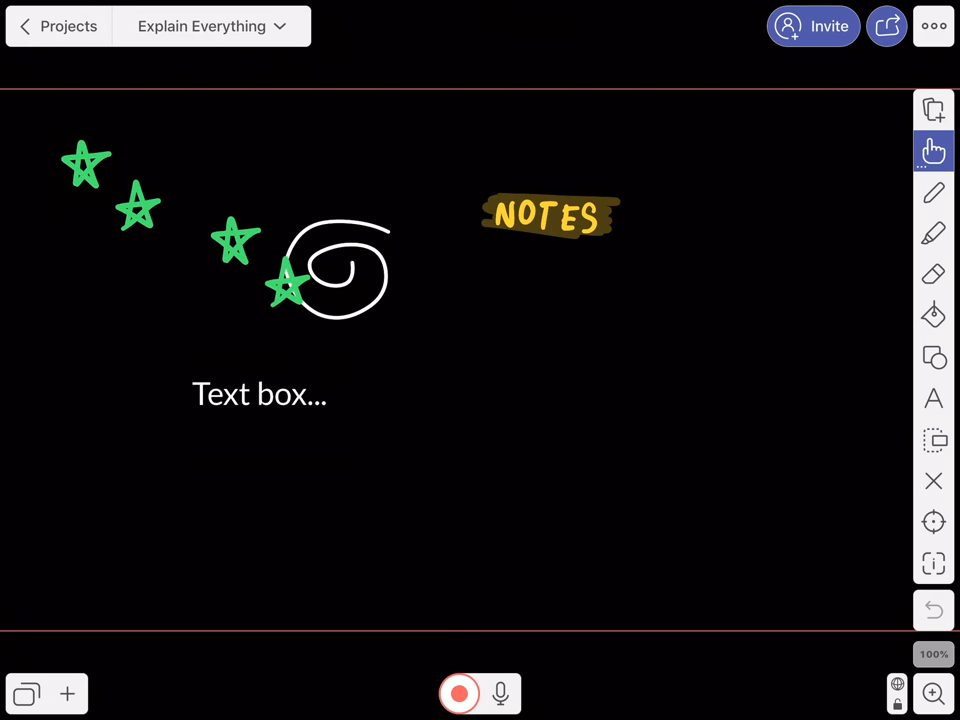 Projects
Explain Everything
Invite
NOTES
Text box...
A
i
100%